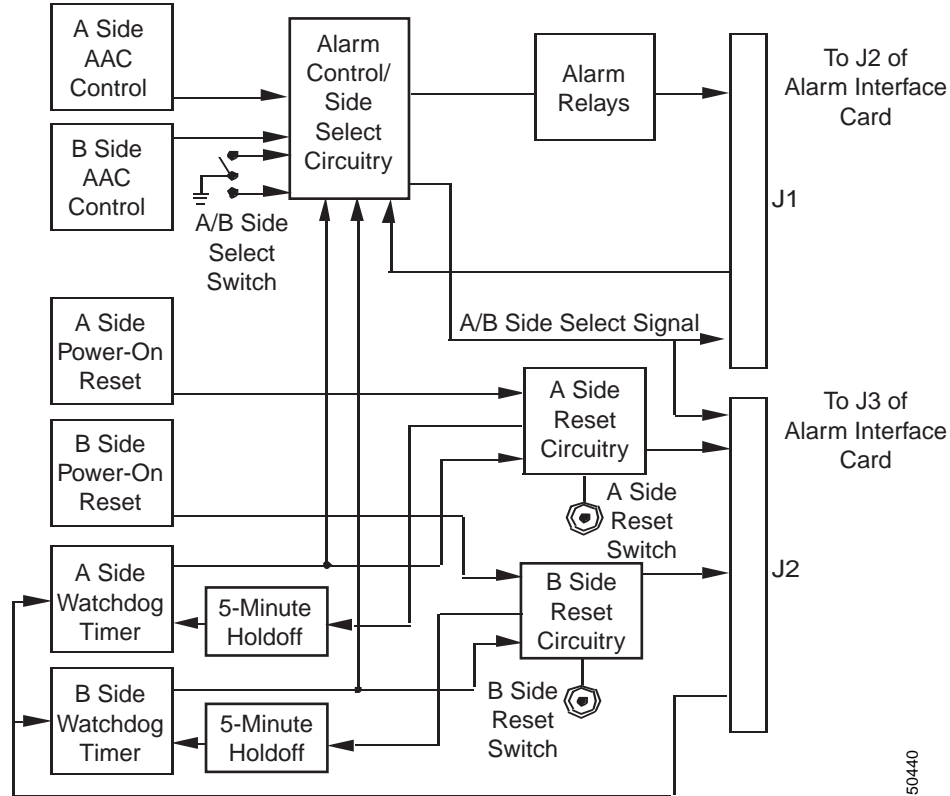 A Side
AAC
Control
B Side
AAC
Control
Alarm
Control/
Side
Select
Circuitry
Alarm
Relays
To J2 of
Alarm Interface
Card
J1
A/B Side
Select
Switch
A/B Side Select Signal
A Side
Power-On
Reset
B Side
Power-On
Reset
A Side
Reset
Circuitry
A Side
Reset
Switch
To J3 of
Alarm Interface
Card
J2
A Side
Watchdog
Timer
5-Minute
Holdoff
B Side
Reset
Circuitry
B Side
Reset
Switch
B Side
Watchdog
Timer
5-Minute
Holdoff
50440